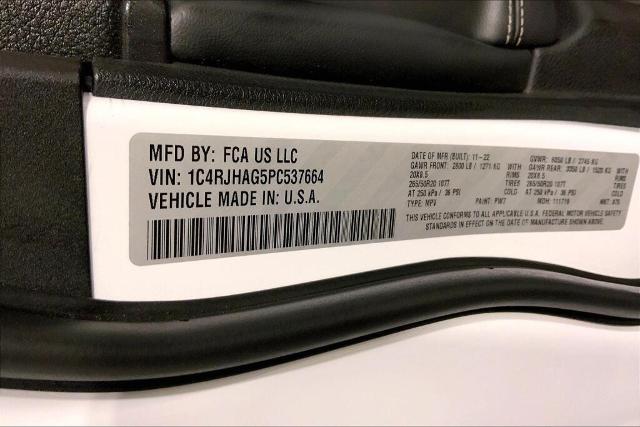 MFD BY: FCA US LLC
VIN: 1C4RJHAG5PC537664
VEHICLE MADE IN: U.S.A.
DATE OF MFR (BUILT): 11-22 GVWR: 6050 LB / 2745 KG
GAWR FRONT: 2800 LB / 1271 KG GAWR REAR: 3350 LB / 1520 KG
20X8.5 RIMS 20X8.5 RIMS
265/50R20 107T TIRES 265/50R20 107T TIRES
AT 250 kPa / 36 PSI COLD AT 250 kPa / 36 PSI COLD
TYPE: MPV PAINT: PW7 MDH: 111719
THIS VEHICLE CONFORMS TO ALL APPLICABLE U.S.A. FEDERAL MOTOR VEHICLE SAFETY
STANDARDS IN EFFECT ON THE DATE OF MANUFACTURE SHOWN ABOVE.